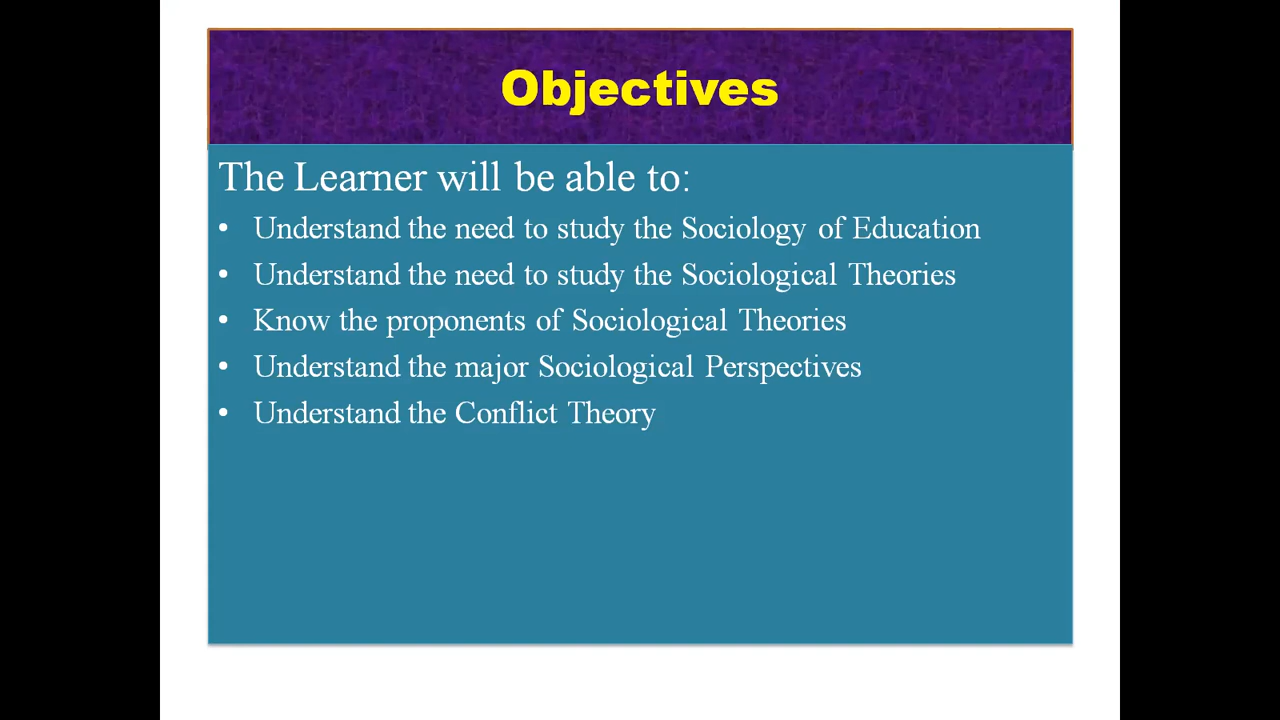 Objectives
The Learner will be able to:
• Understand the need to study the Sociology of Education
• Understand the need to study the Sociological Theories
• Know the proponents of Sociological Theories
• Understand the major Sociological Perspectives
• Understand the Conflict Theory